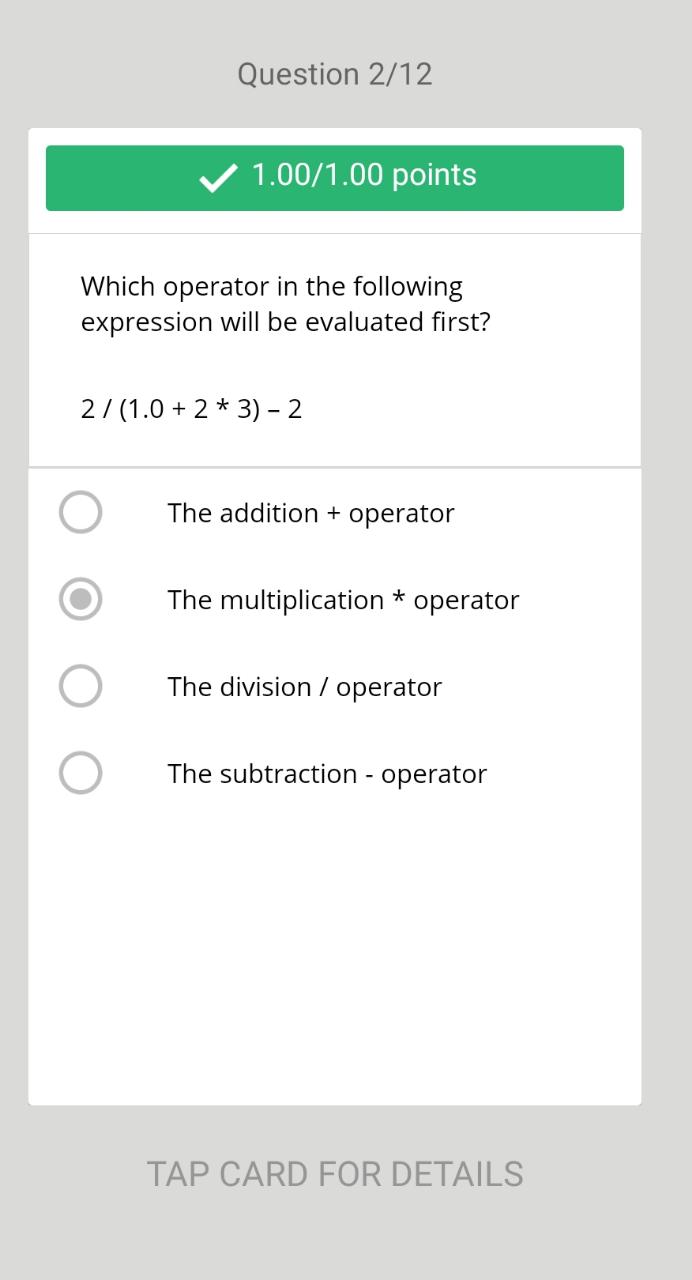 Question 2/12
1.00/1.00 points
Which operator in the following
expression will be evaluated first?
2 / (1.0 + 2 * 3) – 2
The addition + operator
The multiplication * operator
The division / operator
The subtraction - operator
TAP CARD FOR DETAILS